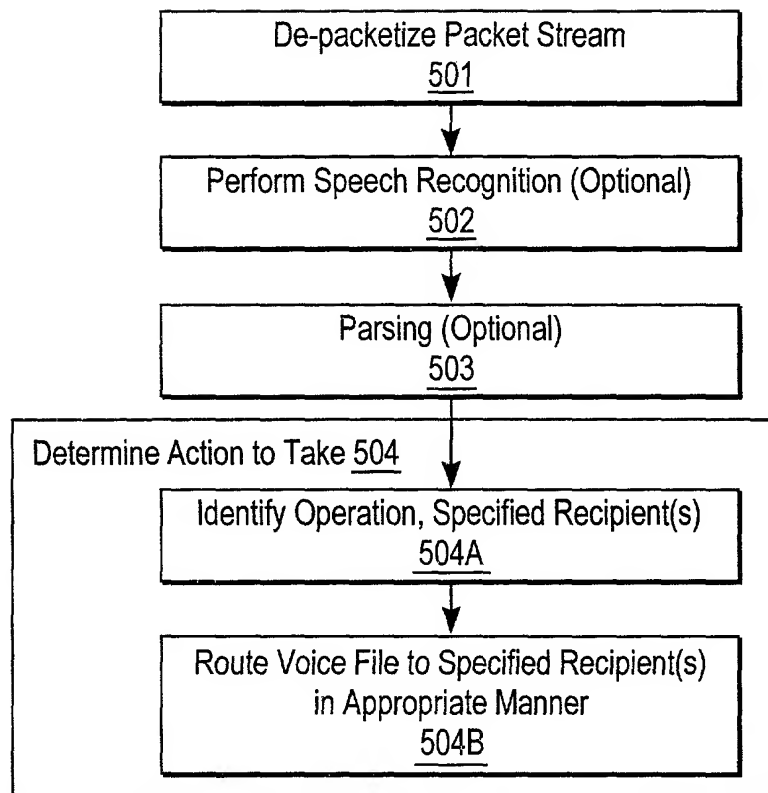 De-packetize Packet Stream
501
Perform Speech Recognition (Optional)
502
Parsing (Optional)
503
Determine Action to Take 504
Identify Operation, Specified Recipient(s)
504A
Route Voice File to Specified Recipient(s)
in Appropriate Manner
504B